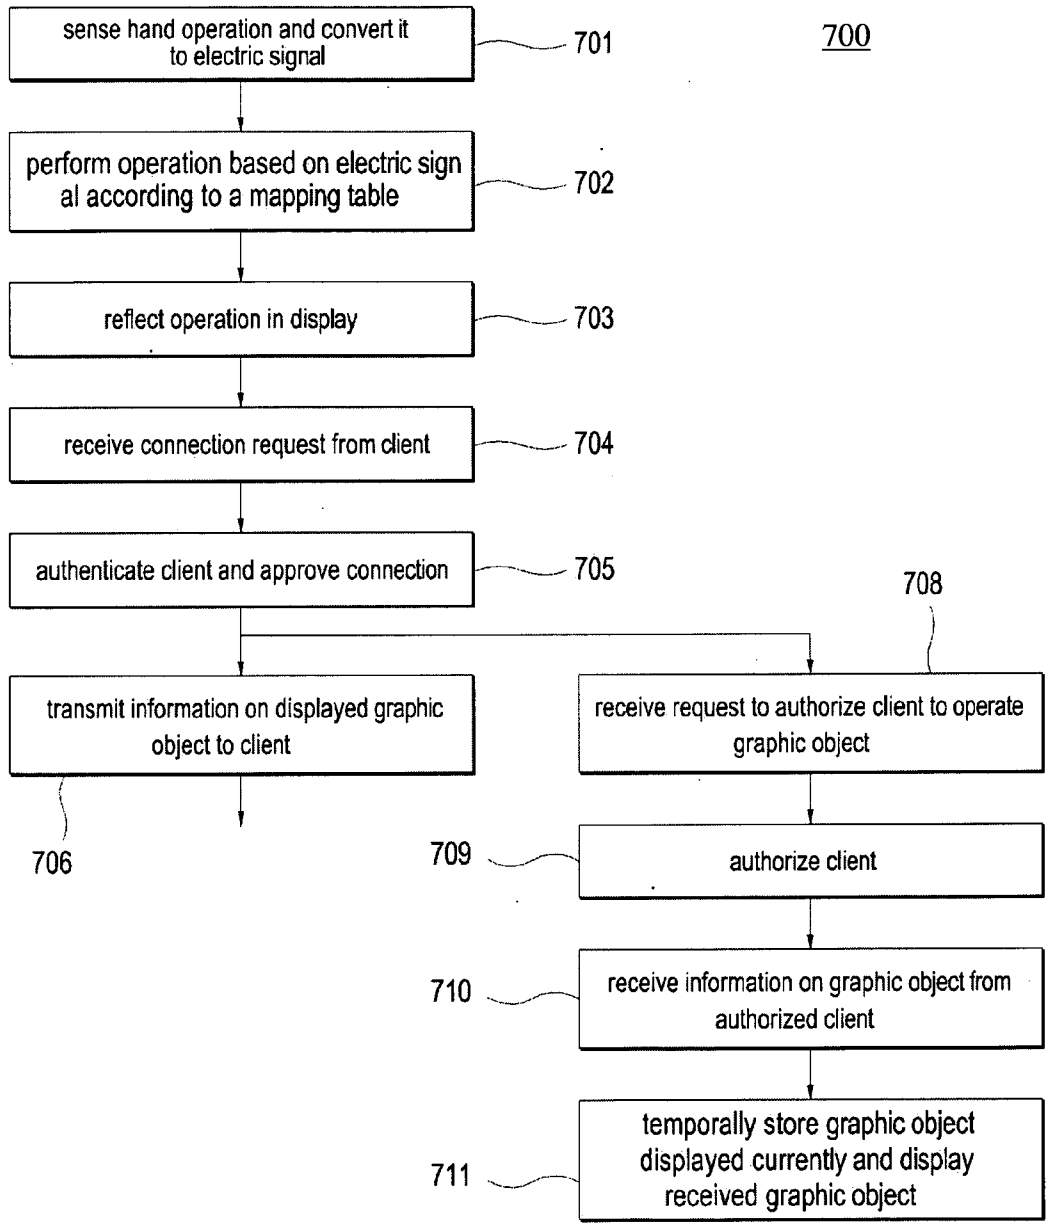 700
sense hand operation and convert it
to electric signal
701
perform operation based on electric sign
al according to a mapping table
702
reflect operation in display
703
receive connection request from client
704
authenticate client and approve connection
705
transmit information on displayed graphic
object to client
706
708
receive request to authorize client to operate
graphic object
709
authorize client
710
receive information on graphic object from
authorized client
711
temporally store graphic object
displayed currently and display
received graphic object